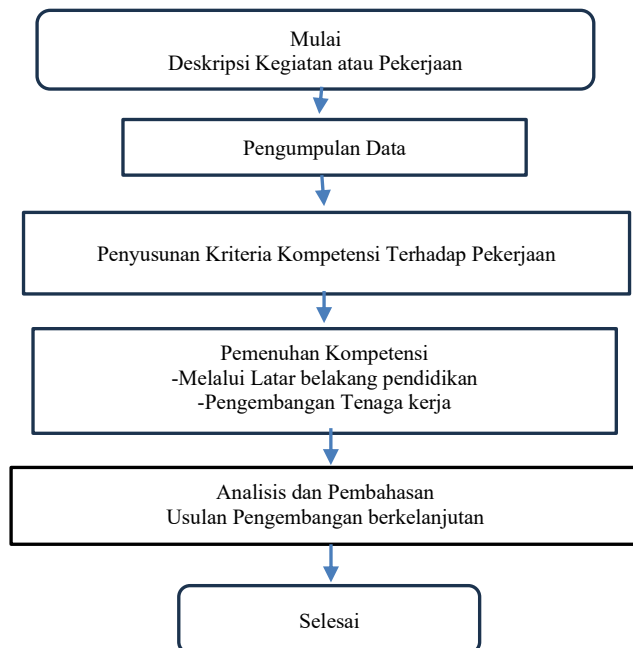 Mulai
Deskripsi Kegiatan atau Pekerjaan
Pengumpulan Data
Penyusunan Kriteria Kompetensi Terhadap Pekerjaan
Pemenuhan Kompetensi
-Melalui Latar belakang pendidikan
-Pengembangan Tenaga kerja
Analisis dan Pembahasan
Usulan Pengembangan berkelanjutan
Selesai